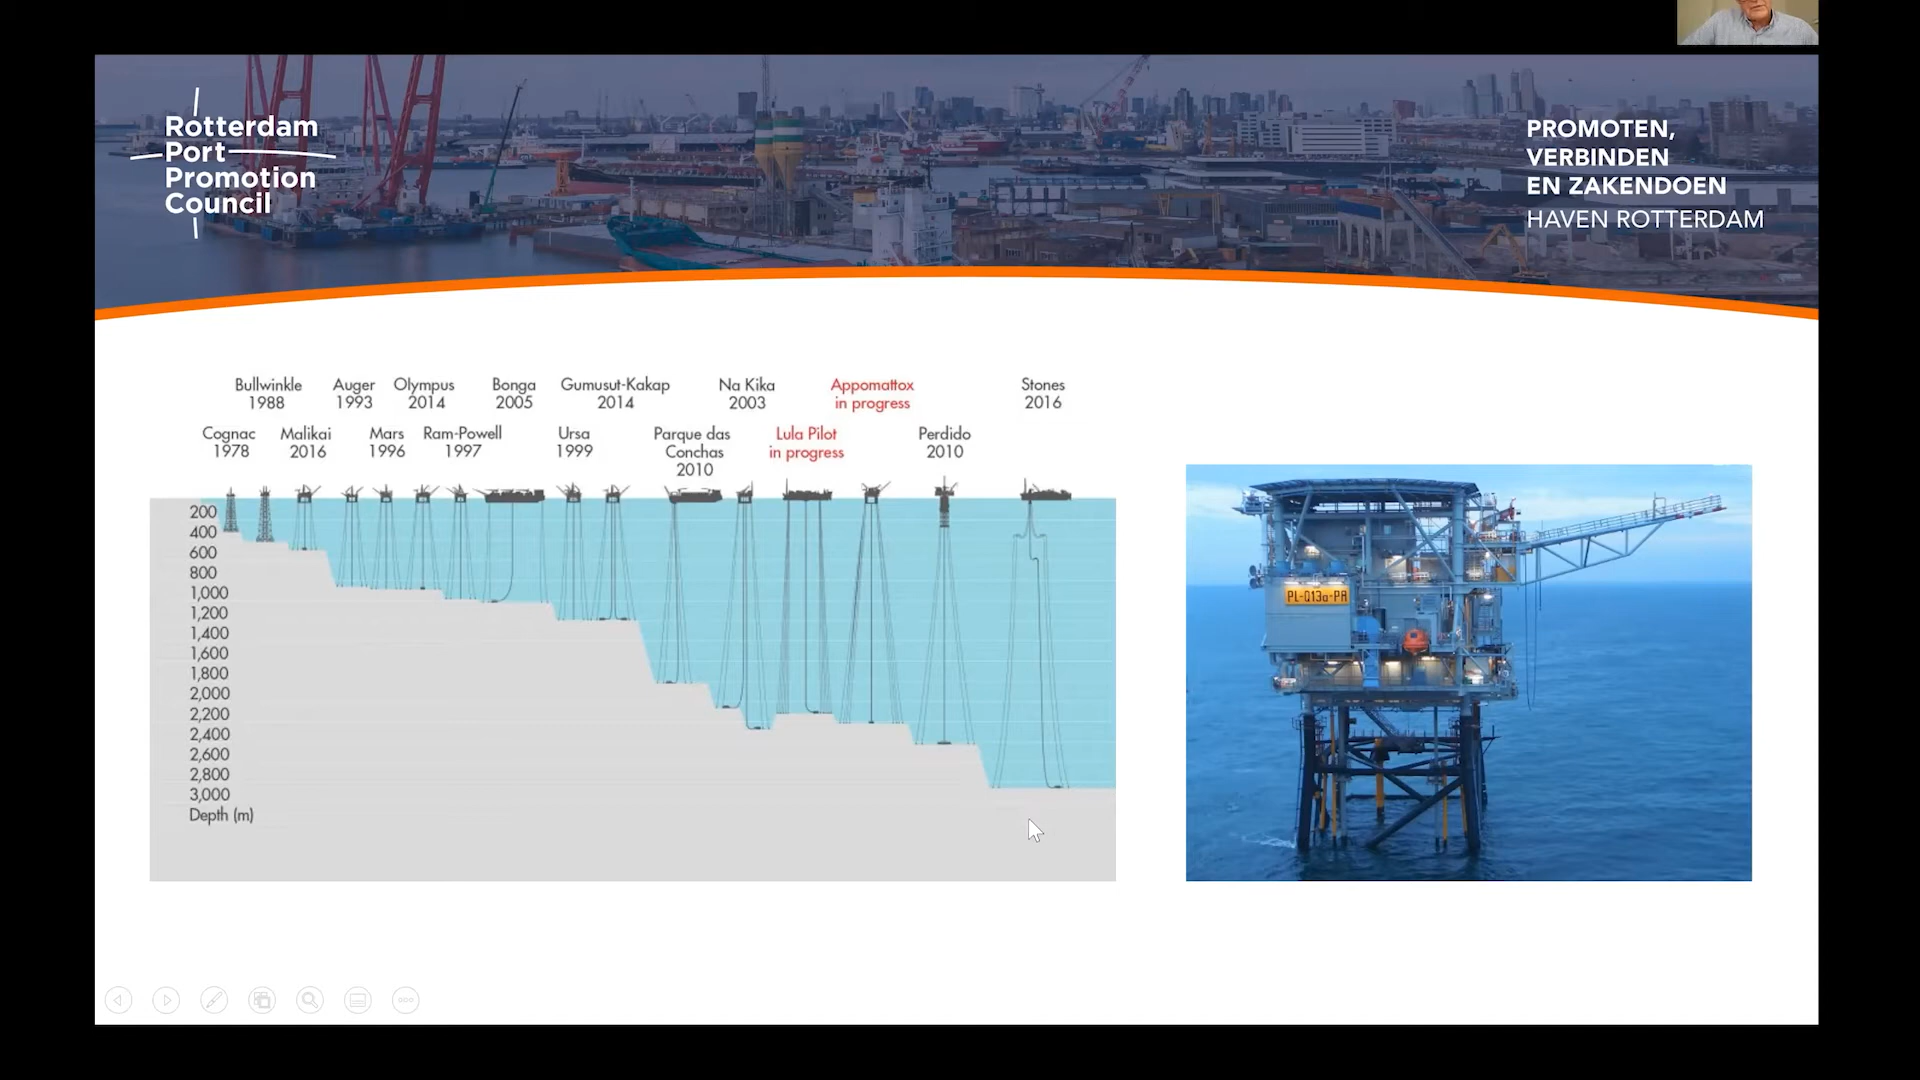 Rotterdam
Port
Promotion
Council
PROMOTEN,
VERBINDEN
EN ZAKENDOEN
HAVEN ROTTERDAM
Bullwinkle
1988
Auger
1993
Olympus
2014
Bonga
2005
Gumusut-Kakap
2014
Na Kika
2003
Appomattox
in progress
Stones
2016
Cognac
1978
Malikai
2016
Mars
1996
Ram-Powell
1997
Ursa
1999
Parque das
Conchas
2010
Lula Pilot
in progress
Perdido
2010
200
400
600
800
1,000
1,200
1,400
1,600
1,800
2,000
2,200
2,400
2,600
2,800
3,000
Depth (m)
PL-Q13a-PA